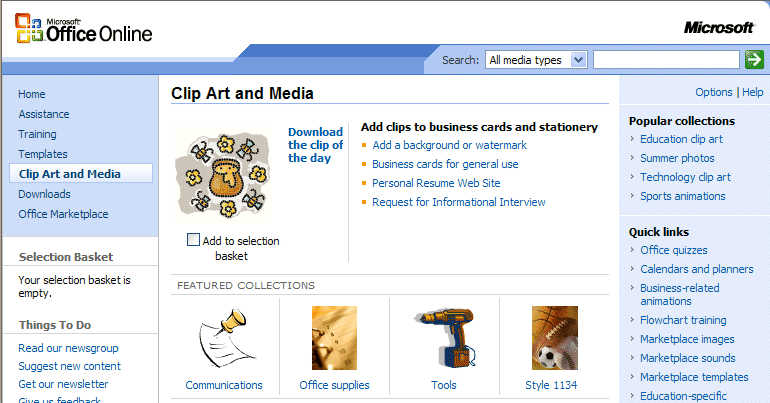 Microsoft
Office Online
Microsoft
Search:
All media types
Home
Assistance
Training
Templates
Clip Art and Media
Downloads
Office Marketplace
Selection Basket
Your selection basket is
empty.
Things To Do
Read our newsgroup
Suggest new content
Get our newsletter
Give us feedback
Clip Art and Media
Download
the clip of
the day
Add to selection
basket
Add clips to business cards and stationery
Add a background or watermark
Business cards for general use
Personal Resume Web Site
Request for Informational Interview
FEATURED COLLECTIONS
Communications
Office supplies
Tools
Style 1134
Options | Help
Popular collections
Education clip art
Summer photos
Technology clip art
Sports animations
Quick links
Office quizzes
Calendars and planners
Business-related
animations
Flowchart training
Marketplace images
Marketplace sounds
Marketplace templates
Education-specific